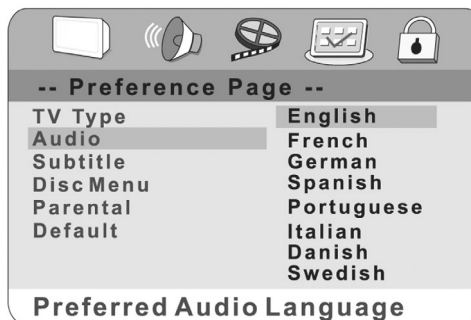 -- Preference Page --
TV Type
Audio
Subtitle
Disc Menu
Parental
Default
English
French
German
Spanish
Portuguese
Italian
Danish
Swedish
Preferred Audio Language